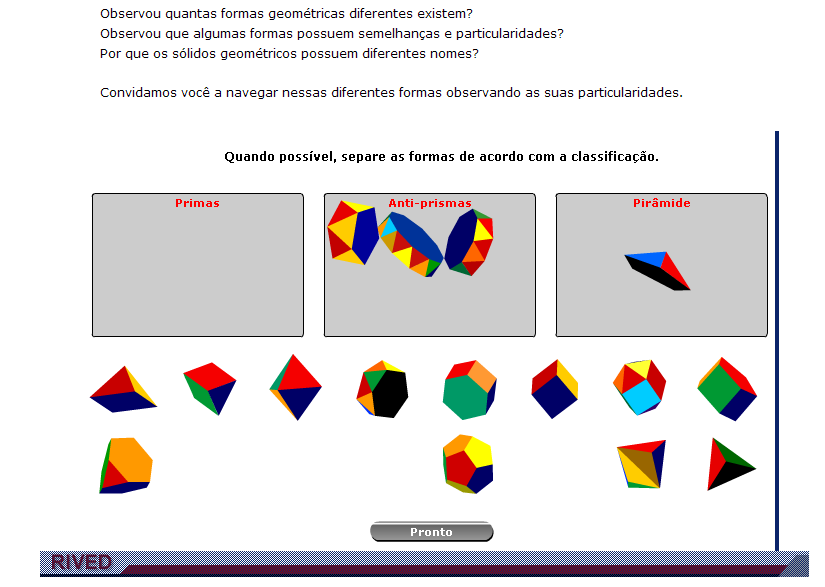 Observou quantas formas geométricas diferentes existem?
Observou que algumas formas possuem semelhanças e particularidades?
Por que os sólidos geométricos possuem diferentes nomes?
Convidamos você a navegar nessas diferentes formas observando as suas particularidades.
Quando possível, separe as formas de acordo com a classificação.
Primas
Anti-prismas
Pirâmide
Pronto
RIVED